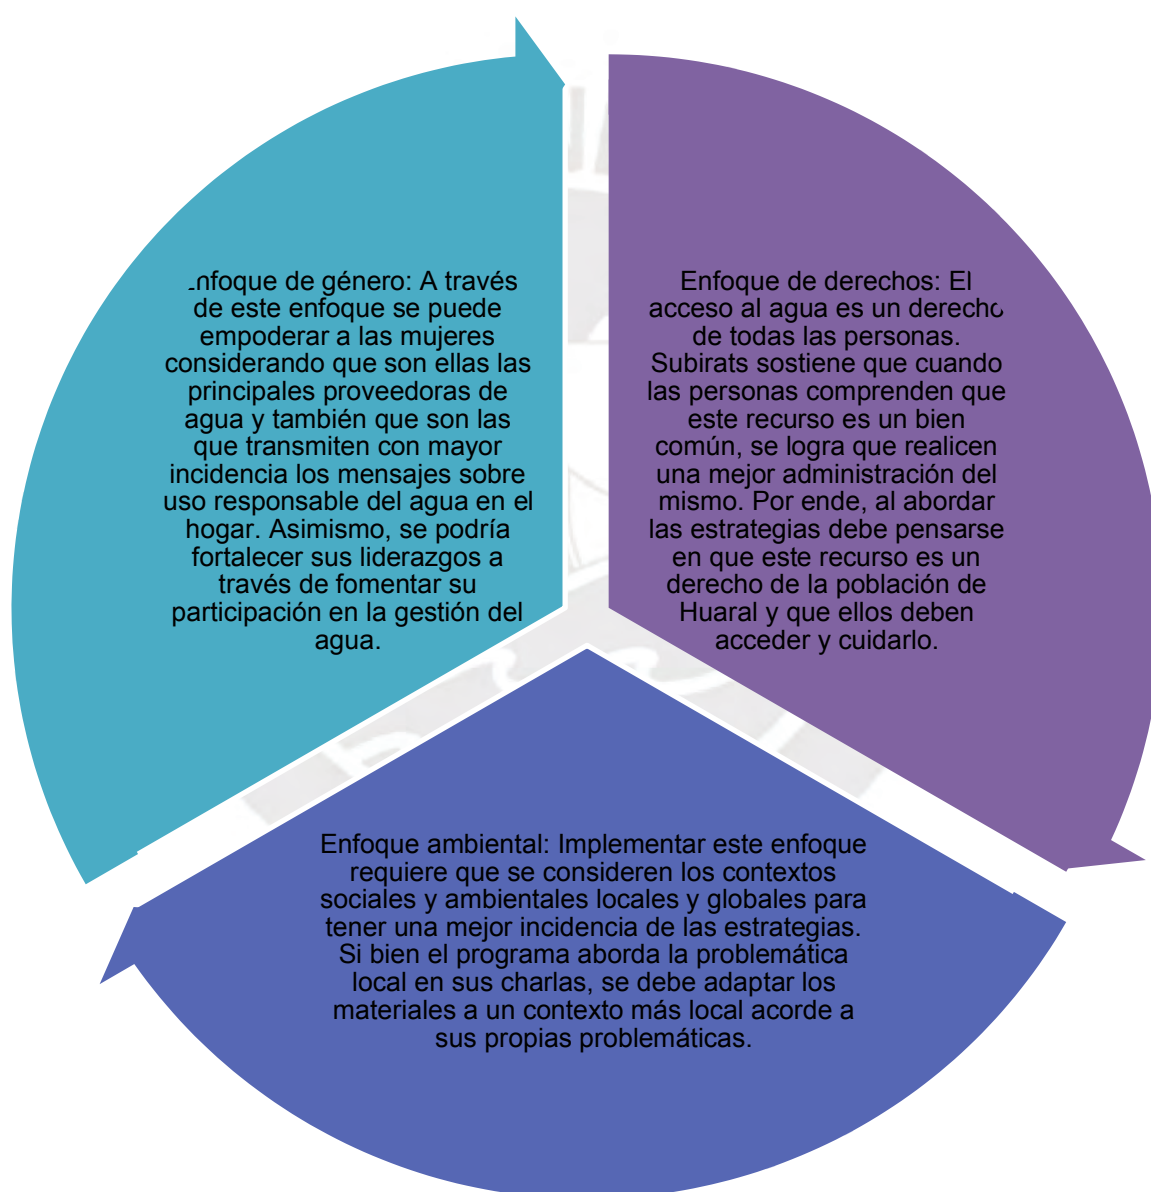 Enfoque de género: A través
de este enfoque se puede
empoderar a las mujeres
considerando que son ellas las
principales proveedoras de
agua y también que son las
que transmiten con mayor
incidencia los mensajes sobre
uso responsable del agua en el
hogar. Asimismo, se podría
fortalecer sus liderazgos a
través de fomentar su
participación en la gestión del
agua.
Enfoque de derechos: El
acceso al agua es un derecho
de todas las personas.
Subirats sostiene que cuando
las personas comprenden que
este recurso es un bien
común, se logra que realicen
una mejor administración del
mismo. Por ende, al abordar
las estrategias debe pensarse
en que este recurso es un
derecho de la población de
Huaral y que ellos deben
acceder y cuidarlo.
Enfoque ambiental: Implementar este enfoque
requiere que se consideren los contextos
sociales y ambientales locales y globales para
tener una mejor incidencia de las estrategias.
Si bien el programa aborda la problemática
local en sus charlas, se debe adaptar los
materiales a un contexto más local acorde a
sus propias problemáticas.